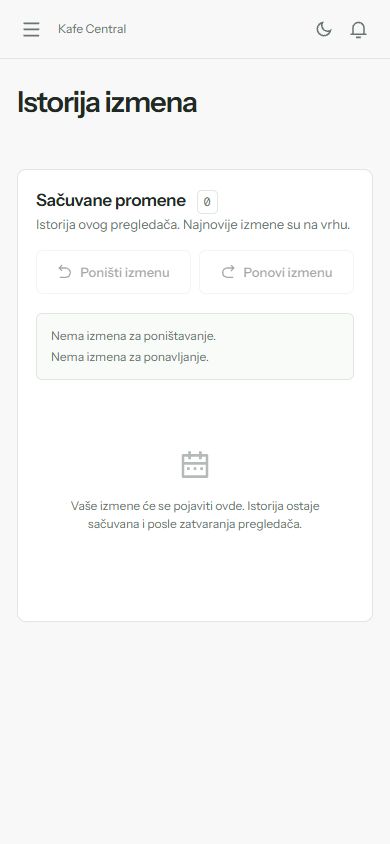 Kafe Central
Istorija izmena
Sačuvane promene 0
Istorija ovog pregledača. Najnovije izmene su na vrhu.
Poništi izmenu
Ponovi izmenu
Nema izmena za poništavanje.
Nema izmena za ponavljanje.
Vaše izmene će se pojaviti ovde. Istorija ostaje
sačuvana i posle zatvaranja pregledača.